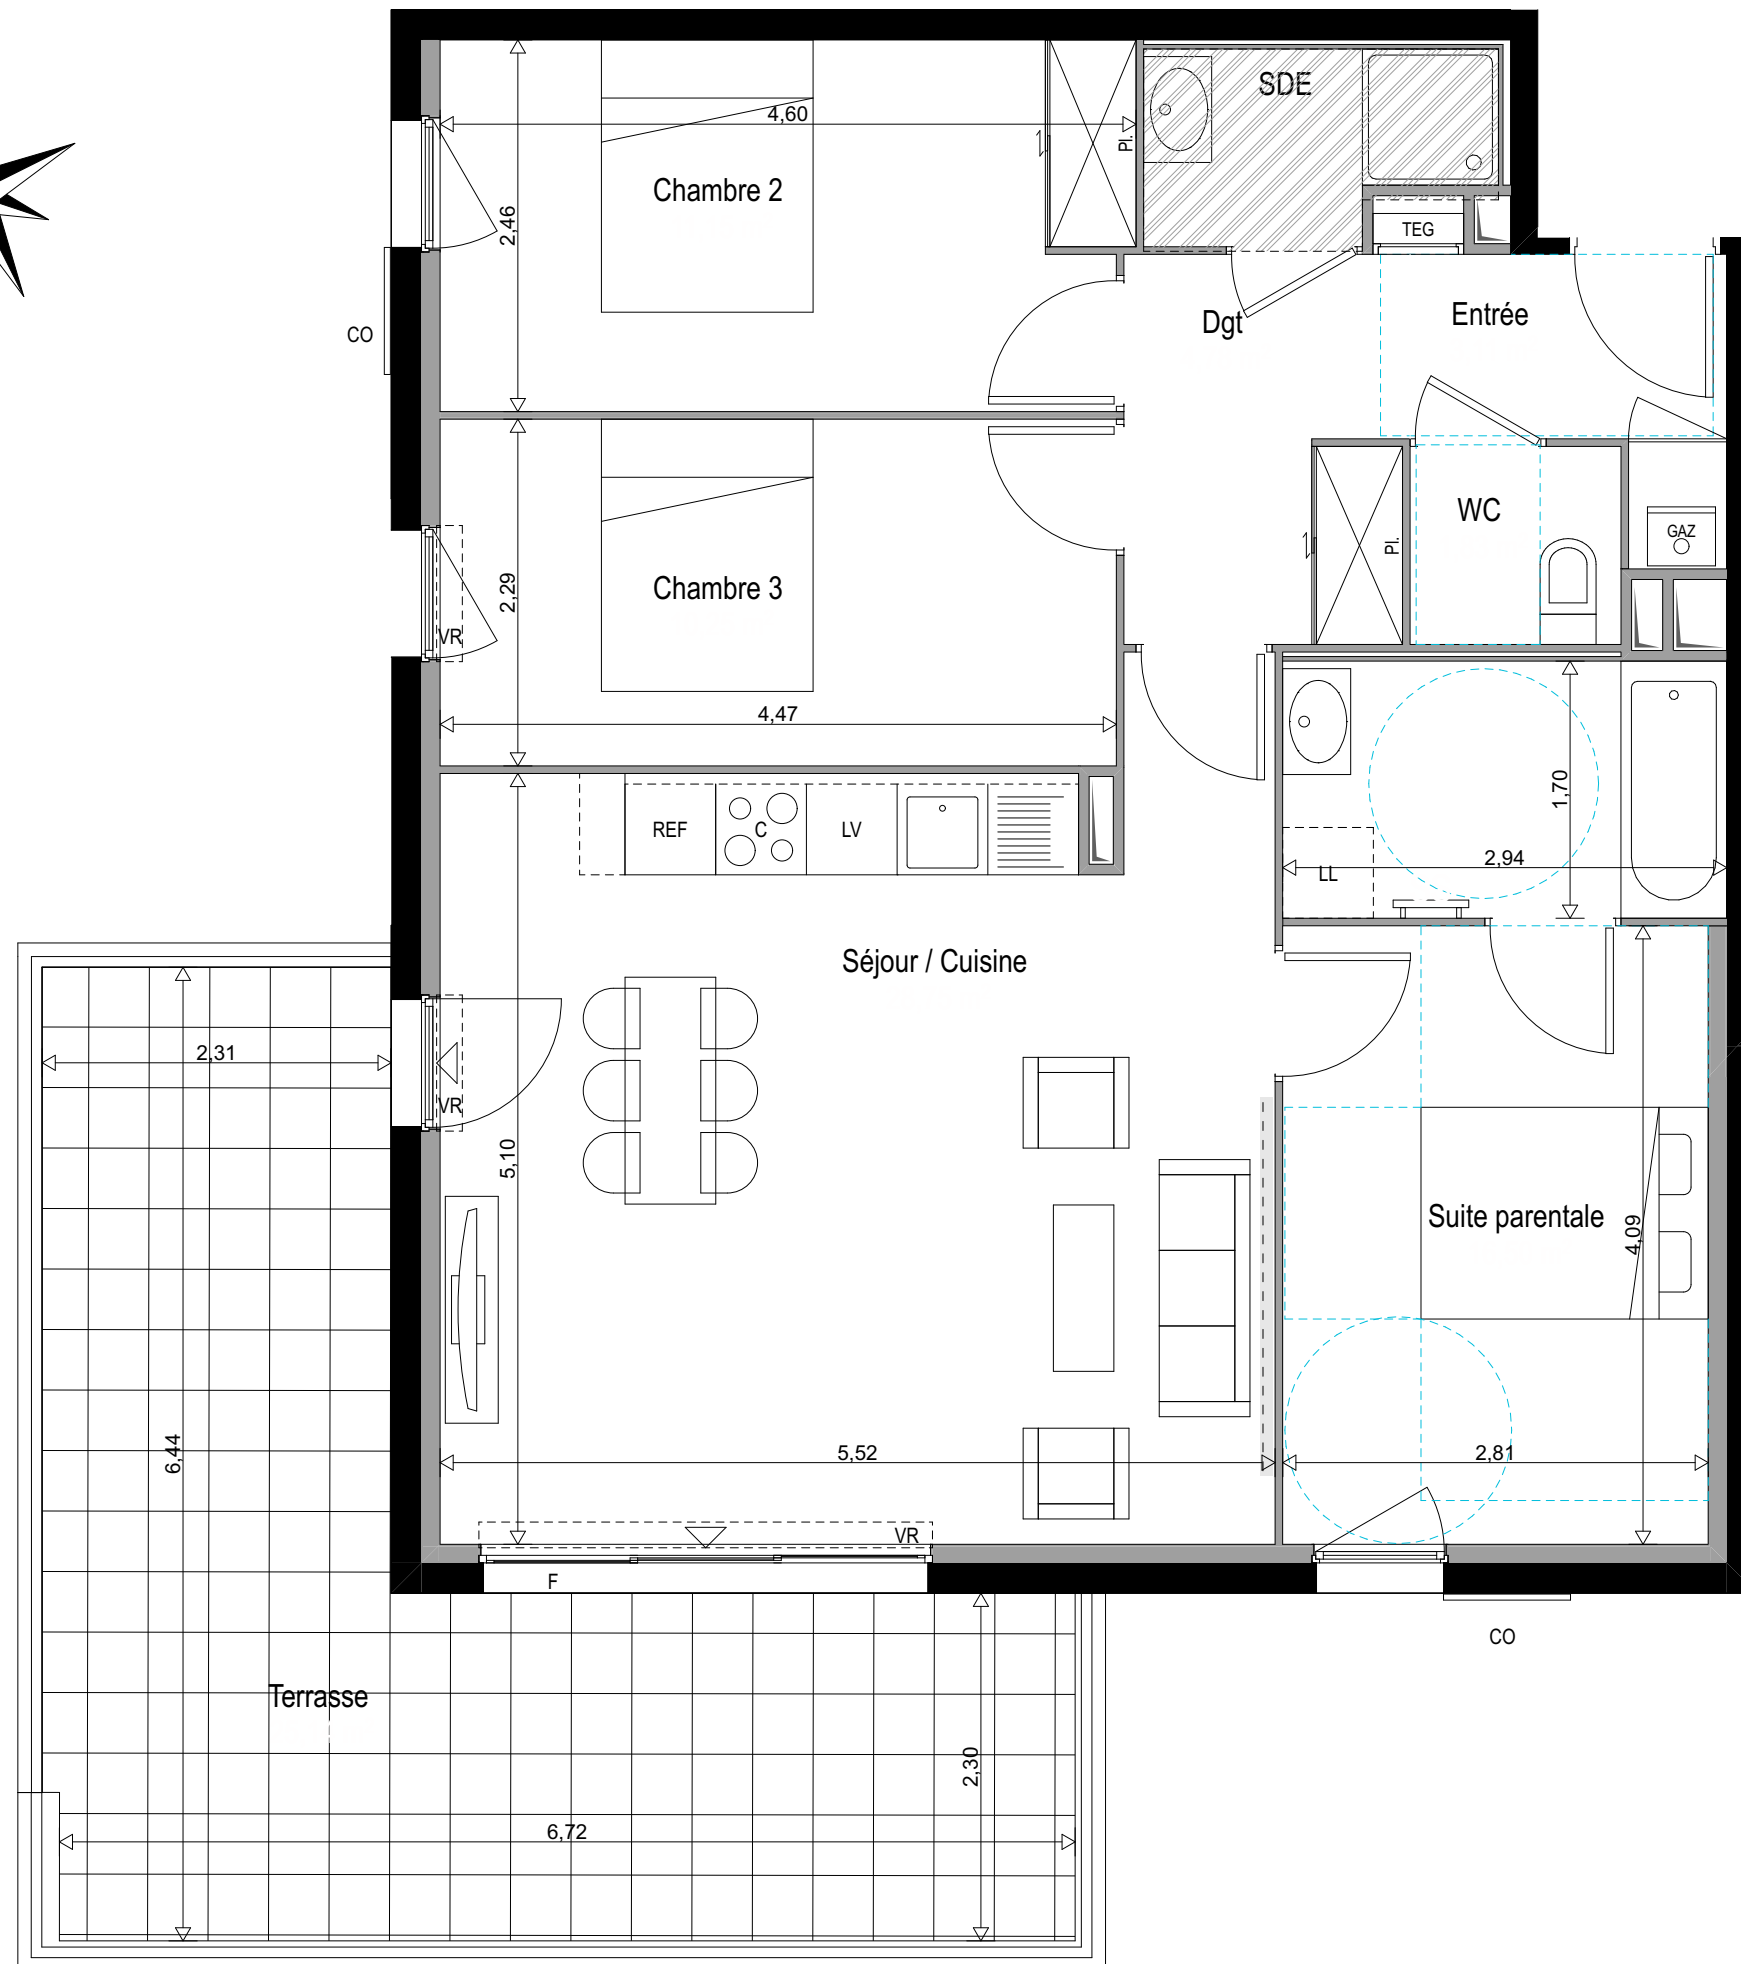 SDE
4,60
Pl.
Chambre 2
2,46
TEG
Entrée
Dgt
CO
WC
Pl.
GAZ
Chambre 3
2,29
VR
4,47
1,70
REF
C
LV
2,94
LL
Séjour / Cuisine
2,31
VR
5,10
Suite parentale
4,09
6,44
5,52
2,81
VR
F
CO
Terrasse
2,30
6,72